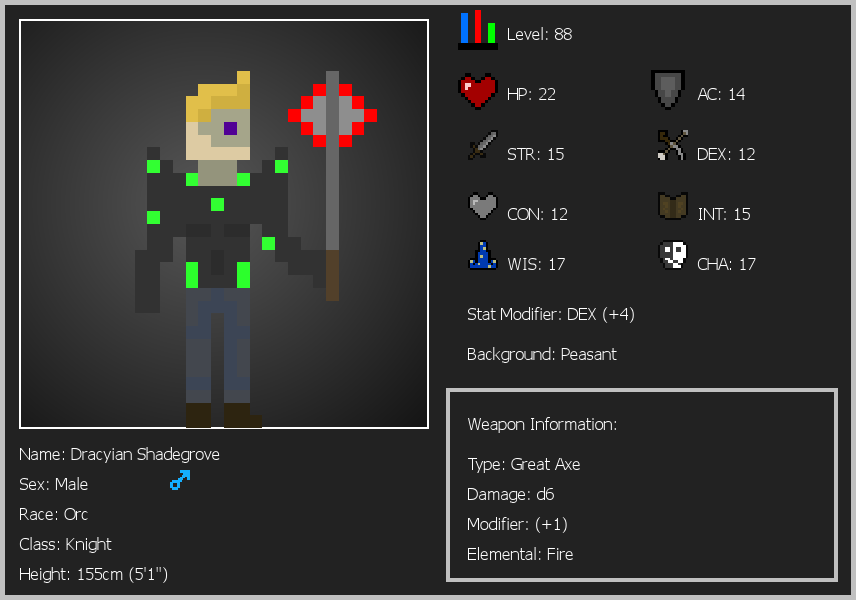 Level: 88
HP: 22
AC: 14
STR: 15
DEX: 12
CON: 12
INT: 15
WIS: 17
CHA: 17
Stat Modifier: DEX (+4)
Background: Peasant
Weapon Information:
Type: Great Axe
Damage: d6
Modifier: (+1)
Elemental: Fire
Name: Dracyian Shadegrove
Sex: Male
Race: Orc
Class: Knight
Height: 155cm (5'1")